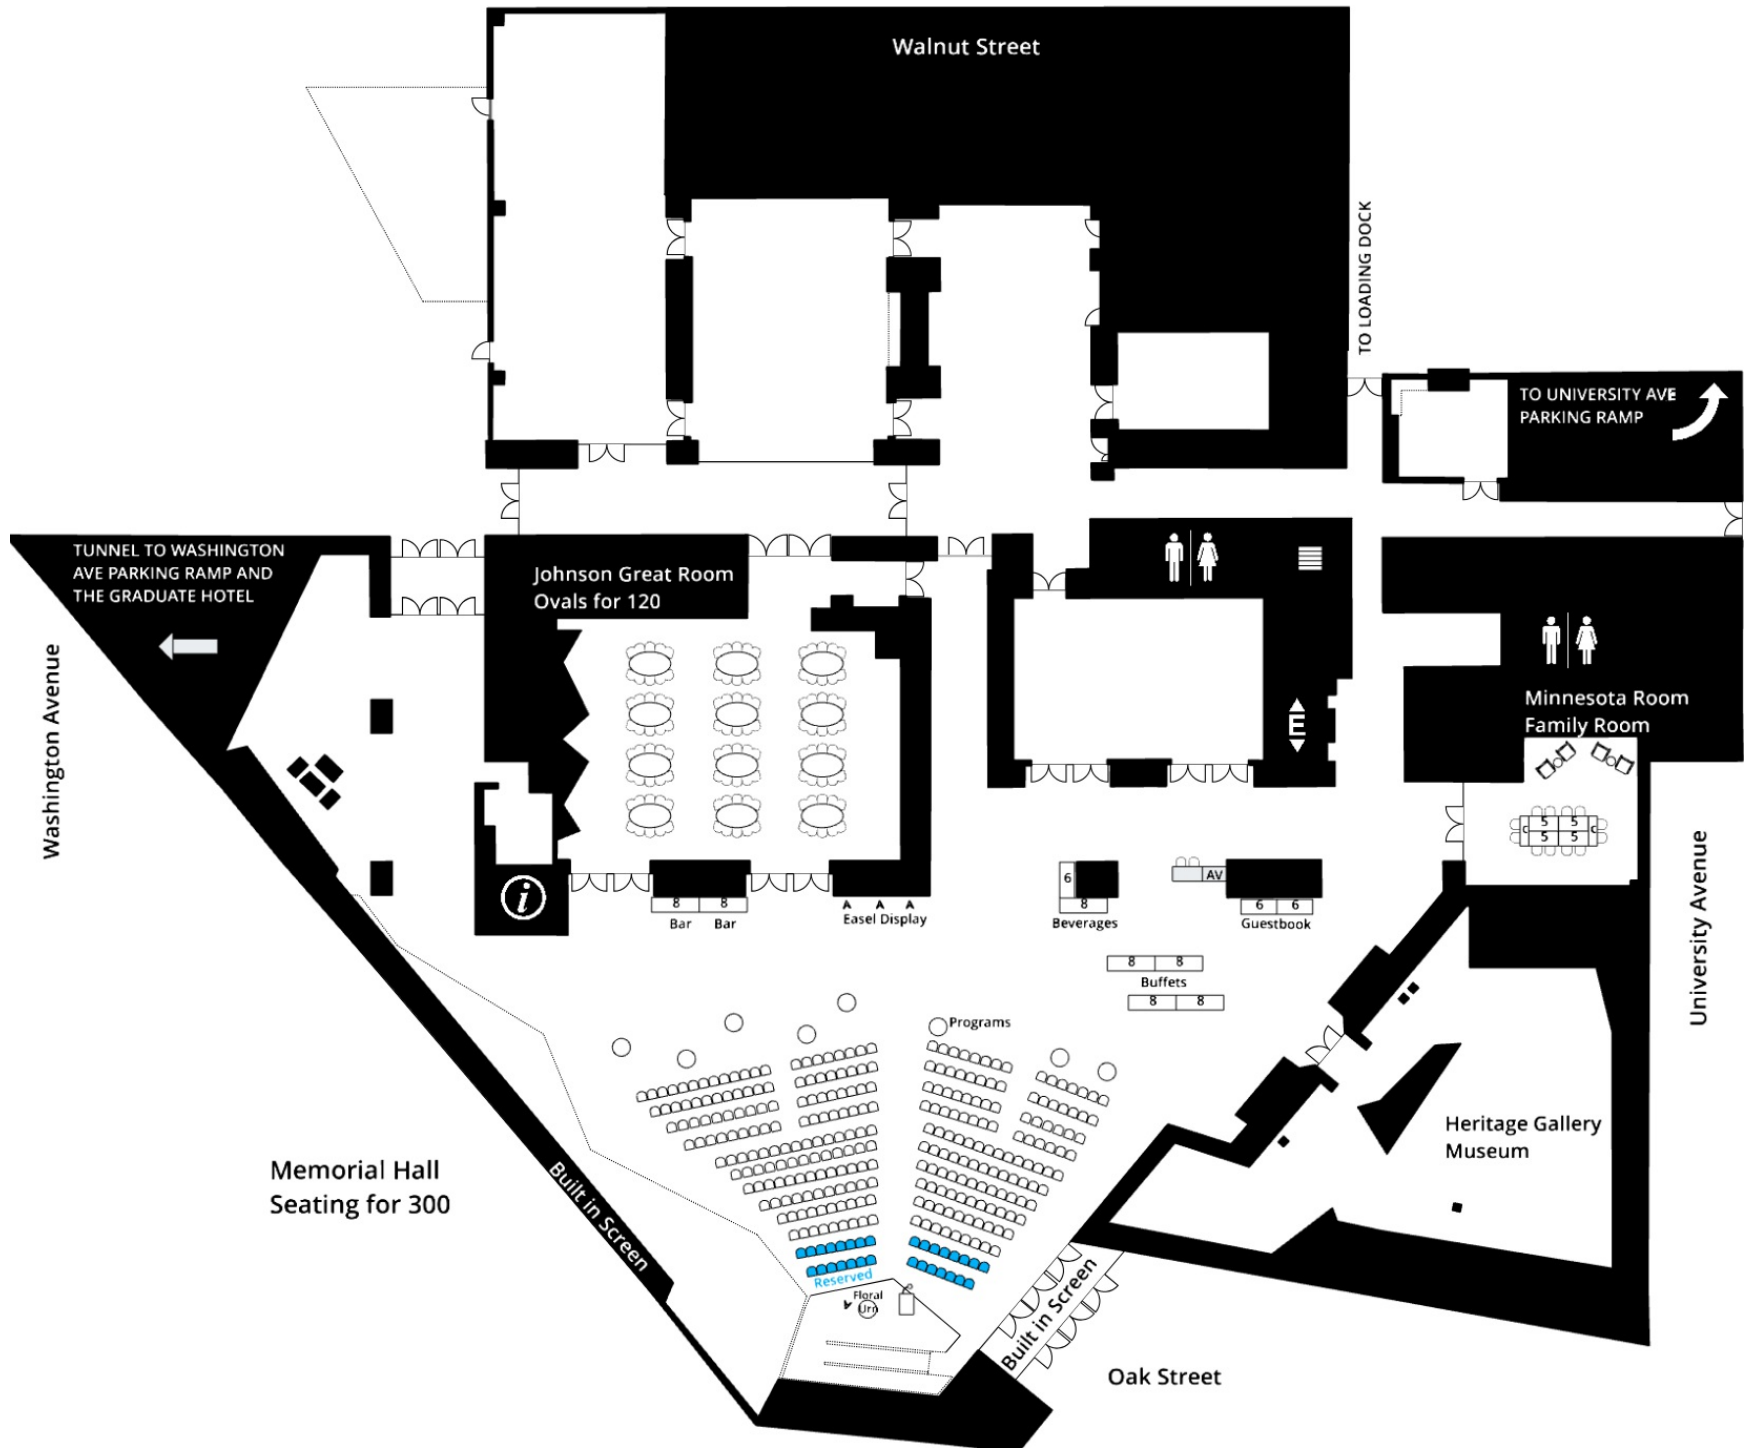 Walnut Street
TO LOADING DOCK
TO UNIVERSITY AVE
PARKING RAMP
TUNNEL TO WASHINGTON
AVE PARKING RAMP AND
THE GRADUATE HOTEL
Johnson Great Room
Ovals for 120
Washington Avenue
E
Minnesota Room
Family Room
5 5
C C
5 5
University Avenue
i
8 8
Bar Bar
Easel Display
6
8
Beverages
AV
6 6
Guestbook
8 8
Buffets
8 8
Programs
Heritage Gallery
Museum
Memorial Hall
Seating for 300
Built in Screen
Reserved
Floral
Urn
Built in Screen
Oak Street